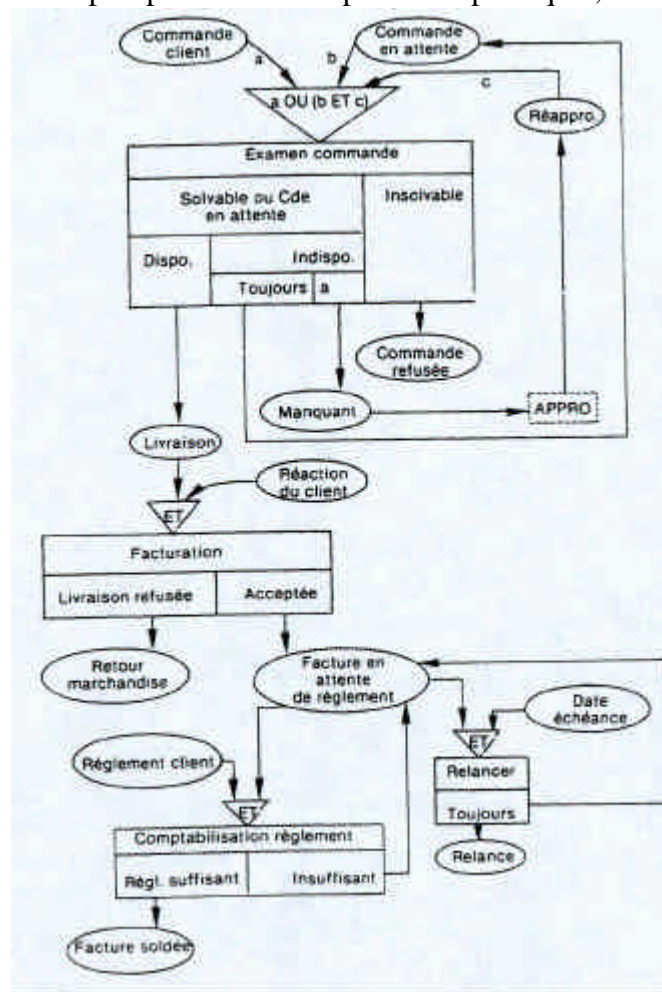 Commande
client
Commande
en attente
a
b
c
a OU (b ET c)
Réappro.
Examen commande
Solvable ou Cde
en attente
Insolvable
Dispo.
Indispo.
Toujours
a
Commande
refusée
Manquant
APPRO
Livraison
Réaction
du client
ET
Facturation
Livraison refusée
Acceptée
Retour
marchandise
Facture en
attente
de règlement
Date
échéance
ET
Règlement client
Relancer
ET
Toujours
Comptabilisation règlement
Régl. suffisant
Insuffisant
Relance
Facture soldée